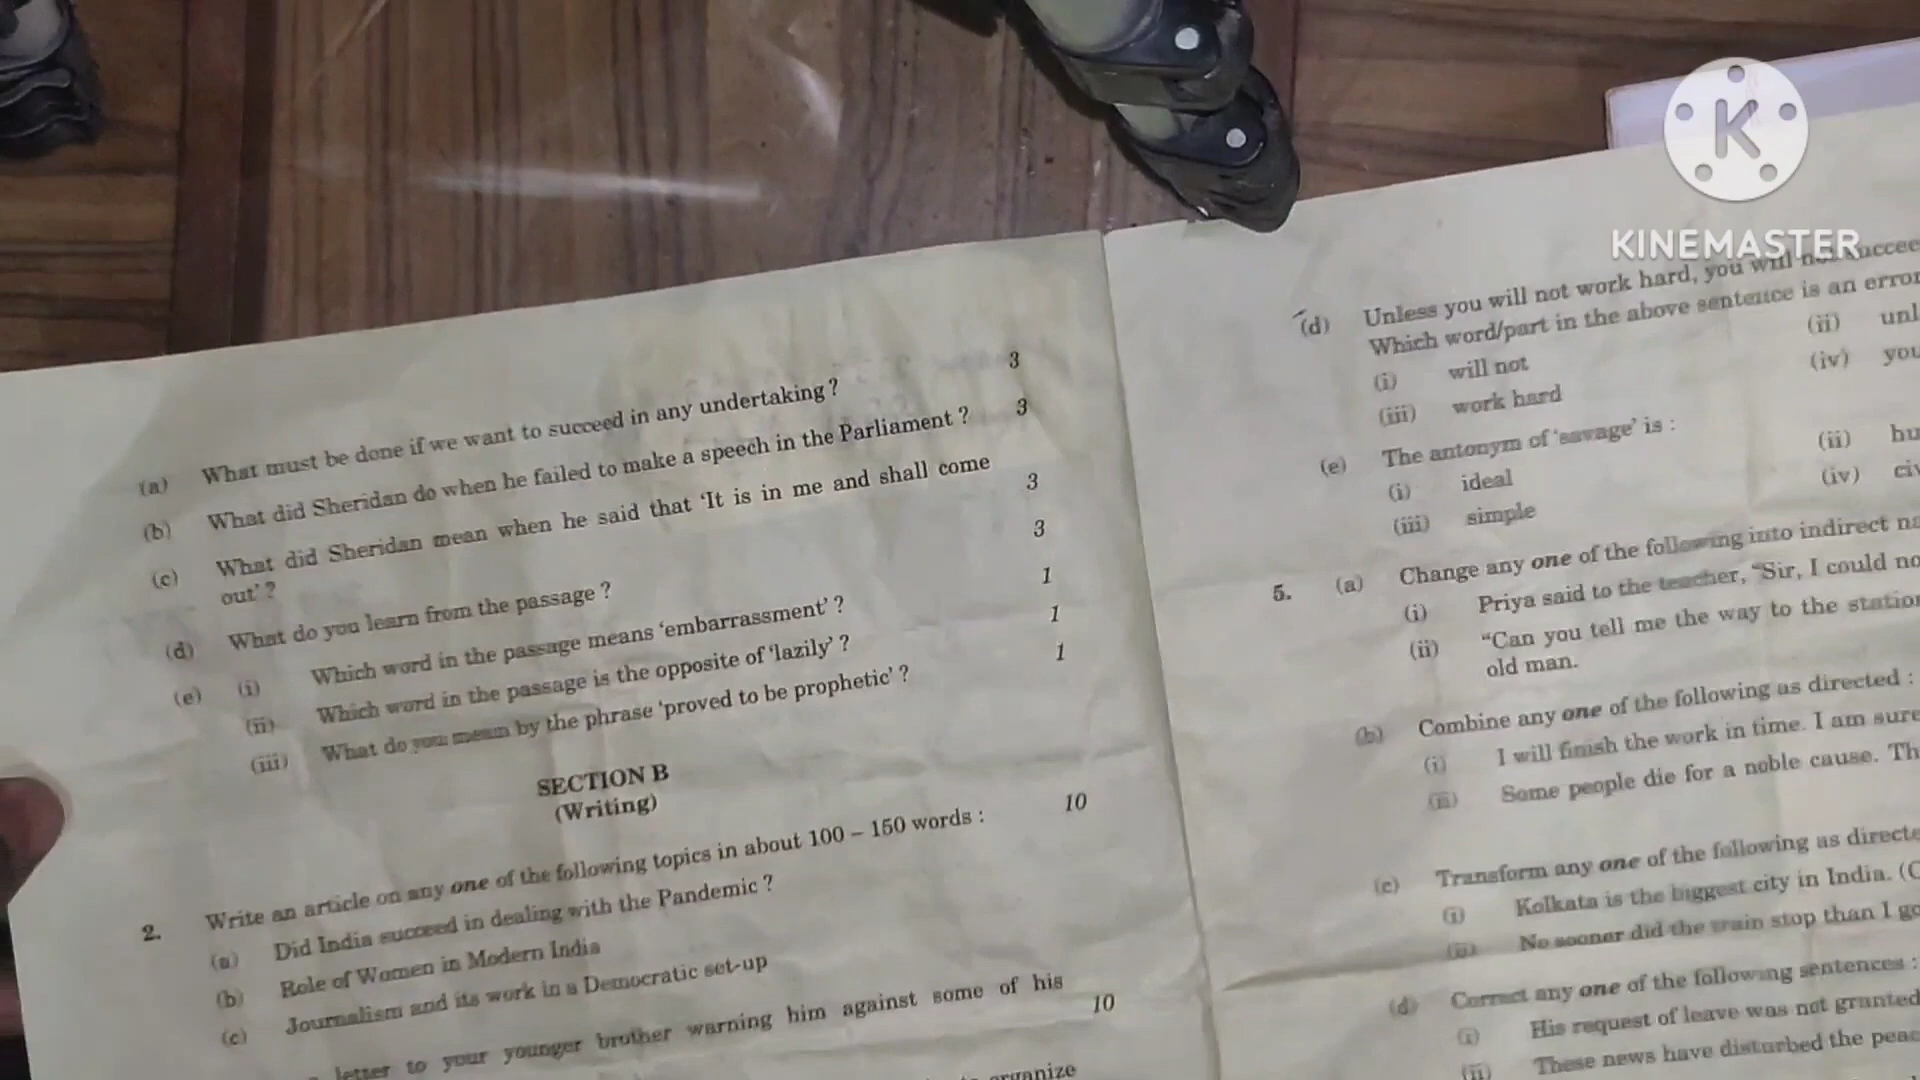 KINEMASTER
(a) What must be done if we want to succeed in any undertaking ? 3
(b) What did Sheridan do when he failed to make a speech in the Parliament ? 3
(c) What did Sheridan mean when he said that 'It is in me and shall come
out' ? 3
(d) What do you learn from the passage ? 3
(e) (i) Which word in the passage means 'embarrassment' ? 1
(ii) Which word in the passage is the opposite of 'lazily' ? 1
(iii) What do you mean by the phrase 'proved to be prophetic' ? 1
SECTION B
(Writing)
2. Write an article on any one of the following topics in about 100 – 150 words : 10
(a) Did India succeed in dealing with the Pandemic ?
(b) Role of Women in Modern India
(c) Journalism and its work in a Democratic set-up
letter to your younger brother warning him against some of his 10
organize
(d) Unless you will not work hard, you will
Which word/part in the above sentence is an error
(i) will not (ii)
(iii) work hard (iv)
(e) The antonym of 'savage' is :
(i) ideal (ii)
(iii) simple (iv)
5. (a) Change any one of the following into indirect
(i) Priya said to the teacher, "Sir, I could
(ii) "Can you tell me the way to the
old man.
(b) Combine any one of the following as directed :
(i) I will finish the work in time. I am sure
(ii) Some people die for a noble cause.
(c) Transform any one of the following as
(i) Kolkata is the biggest city in India.
(ii) No sooner did the train stop than I
(d) Correct any one of the following sentences :
(i) His request of leave was not granted
(ii) These news have disturbed the